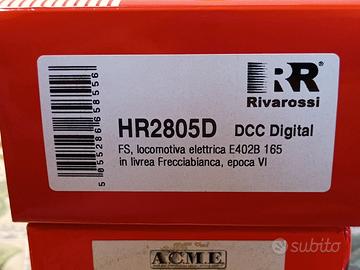 RR
Rivarossi
HR2805D DCC Digital
FS, locomotiva elettrica E402B 165
in livrea Frecciabianca, epoca VI
5 055286 658556
A.C.M.E.
subito